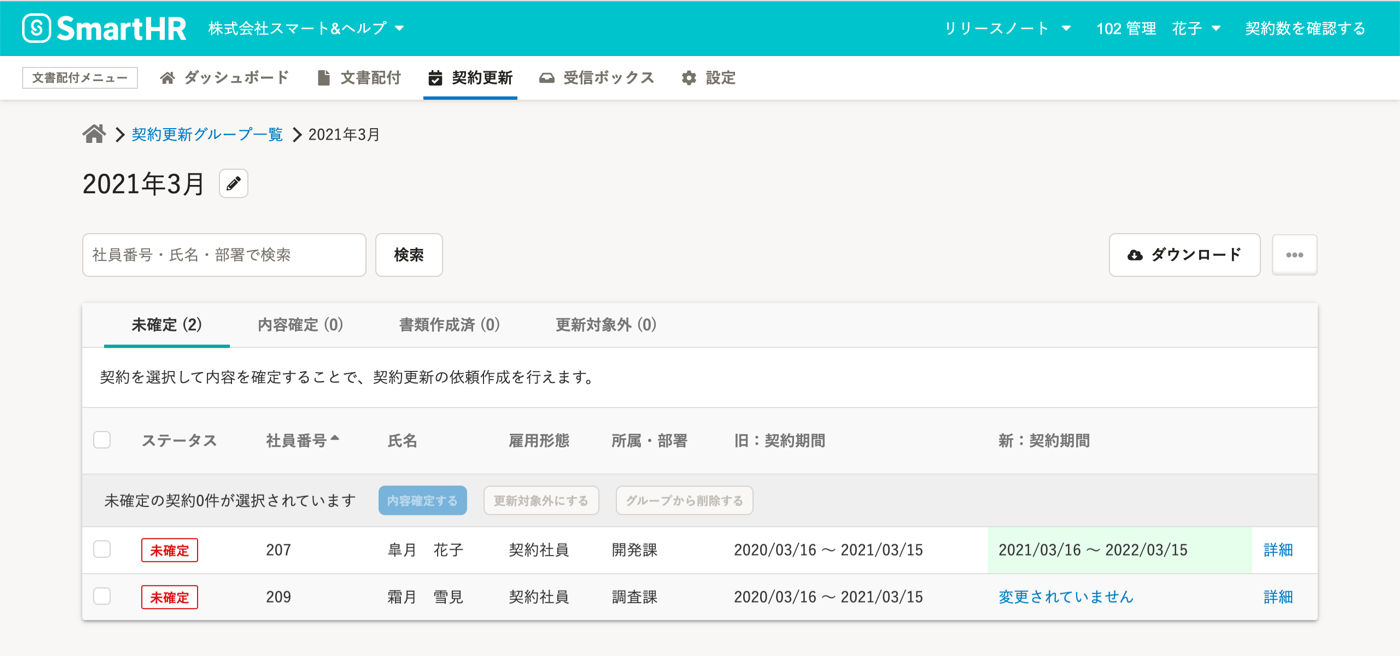 SmartHR 株式会社スマート&ヘルプ リリースノート 102 管理 花子 契約数を確認する
文書配付メニュー ダッシュボード 文書配付 契約更新 受信ボックス 設定
契約更新グループ一覧 2021年3月
2021年3月
社員番号・氏名・部署で検索 検索 ダウンロード
未確定 (2) 内容確定 (0) 書類作成済 (0) 更新対象外 (0)
契約を選択して内容を確定することで、契約更新の依頼作成を行えます。
ステータス 社員番号 氏名 雇用形態 所属・部署 旧：契約期間 新：契約期間
未確定の契約0件が選択されています 内容確定する 更新対象外にする グループから削除する
未確定 207 皐月 花子 契約社員 開発課 2020/03/16 〜 2021/03/15 2021/03/16 〜 2022/03/15 詳細
未確定 209 霜月 雪見 契約社員 調査課 2020/03/16 〜 2021/03/15 変更されていません 詳細